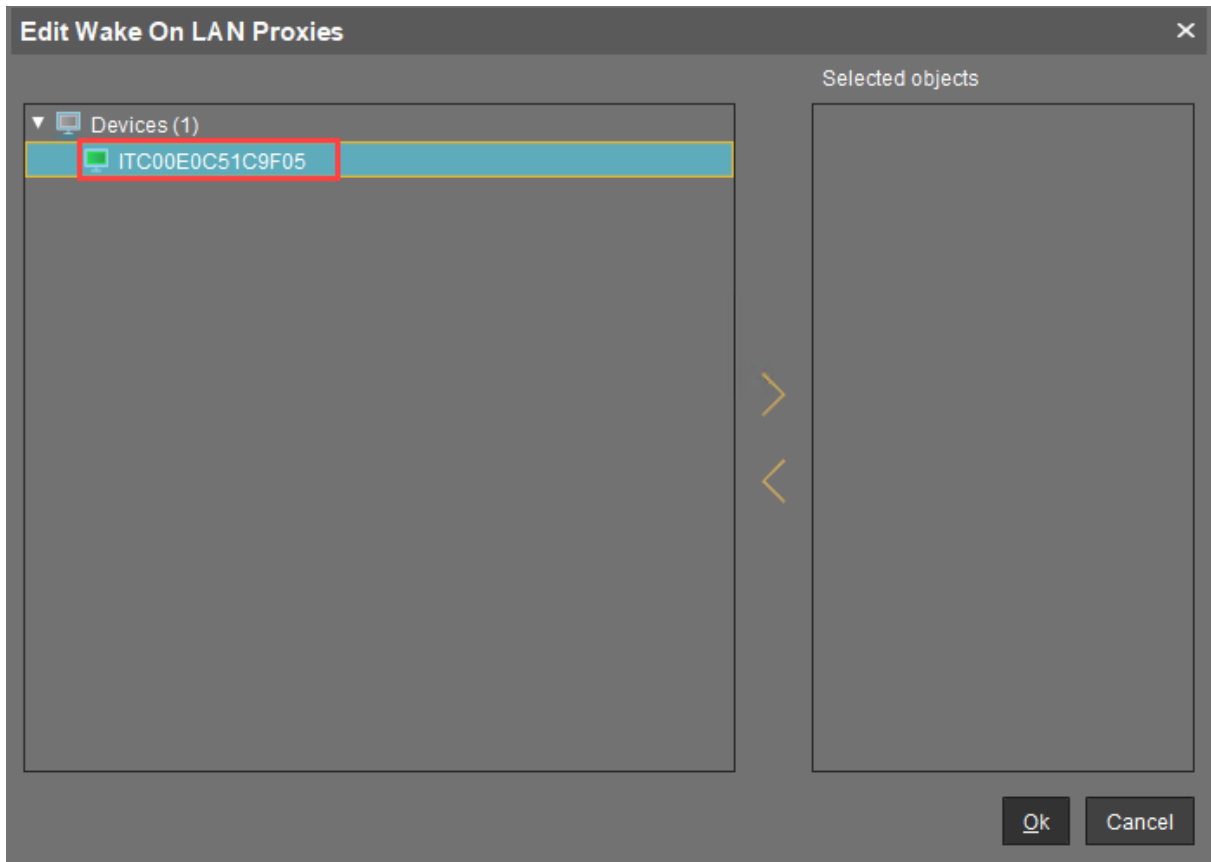 Edit Wake On LAN Proxies
Selected objects
Devices (1)
ITC00E0C51C9F05
Ok
Cancel